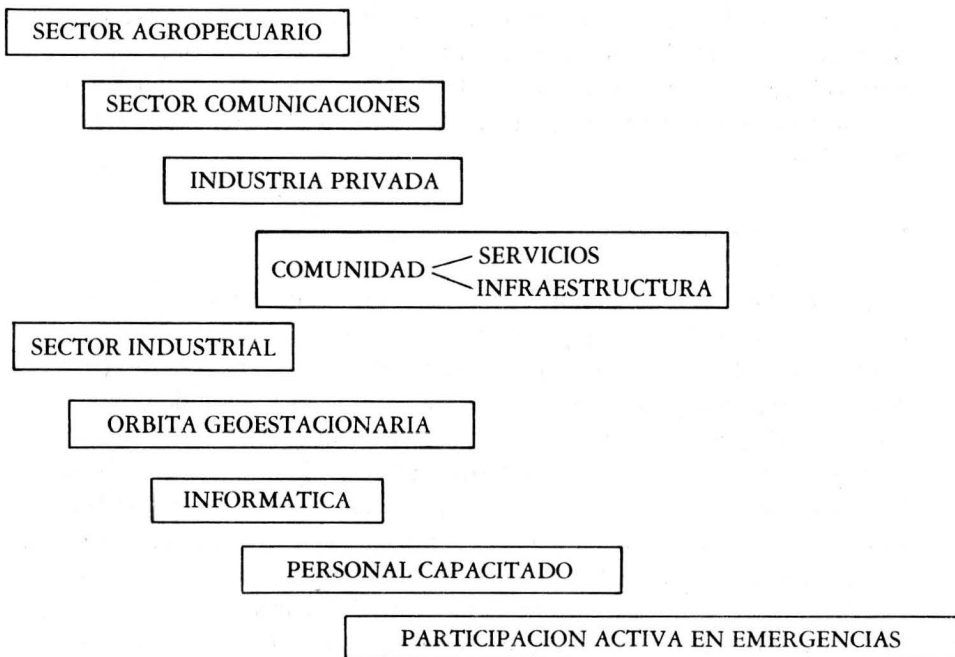 SECTOR AGROPECUARIO
SECTOR COMUNICACIONES
INDUSTRIA PRIVADA
COMUNIDAD
SERVICIOS
INFRAESTRUCTURA
SECTOR INDUSTRIAL
ORBITA GEOESTACIONARIA
INFORMATICA
PERSONAL CAPACITADO
PARTICIPACION ACTIVA EN EMERGENCIAS